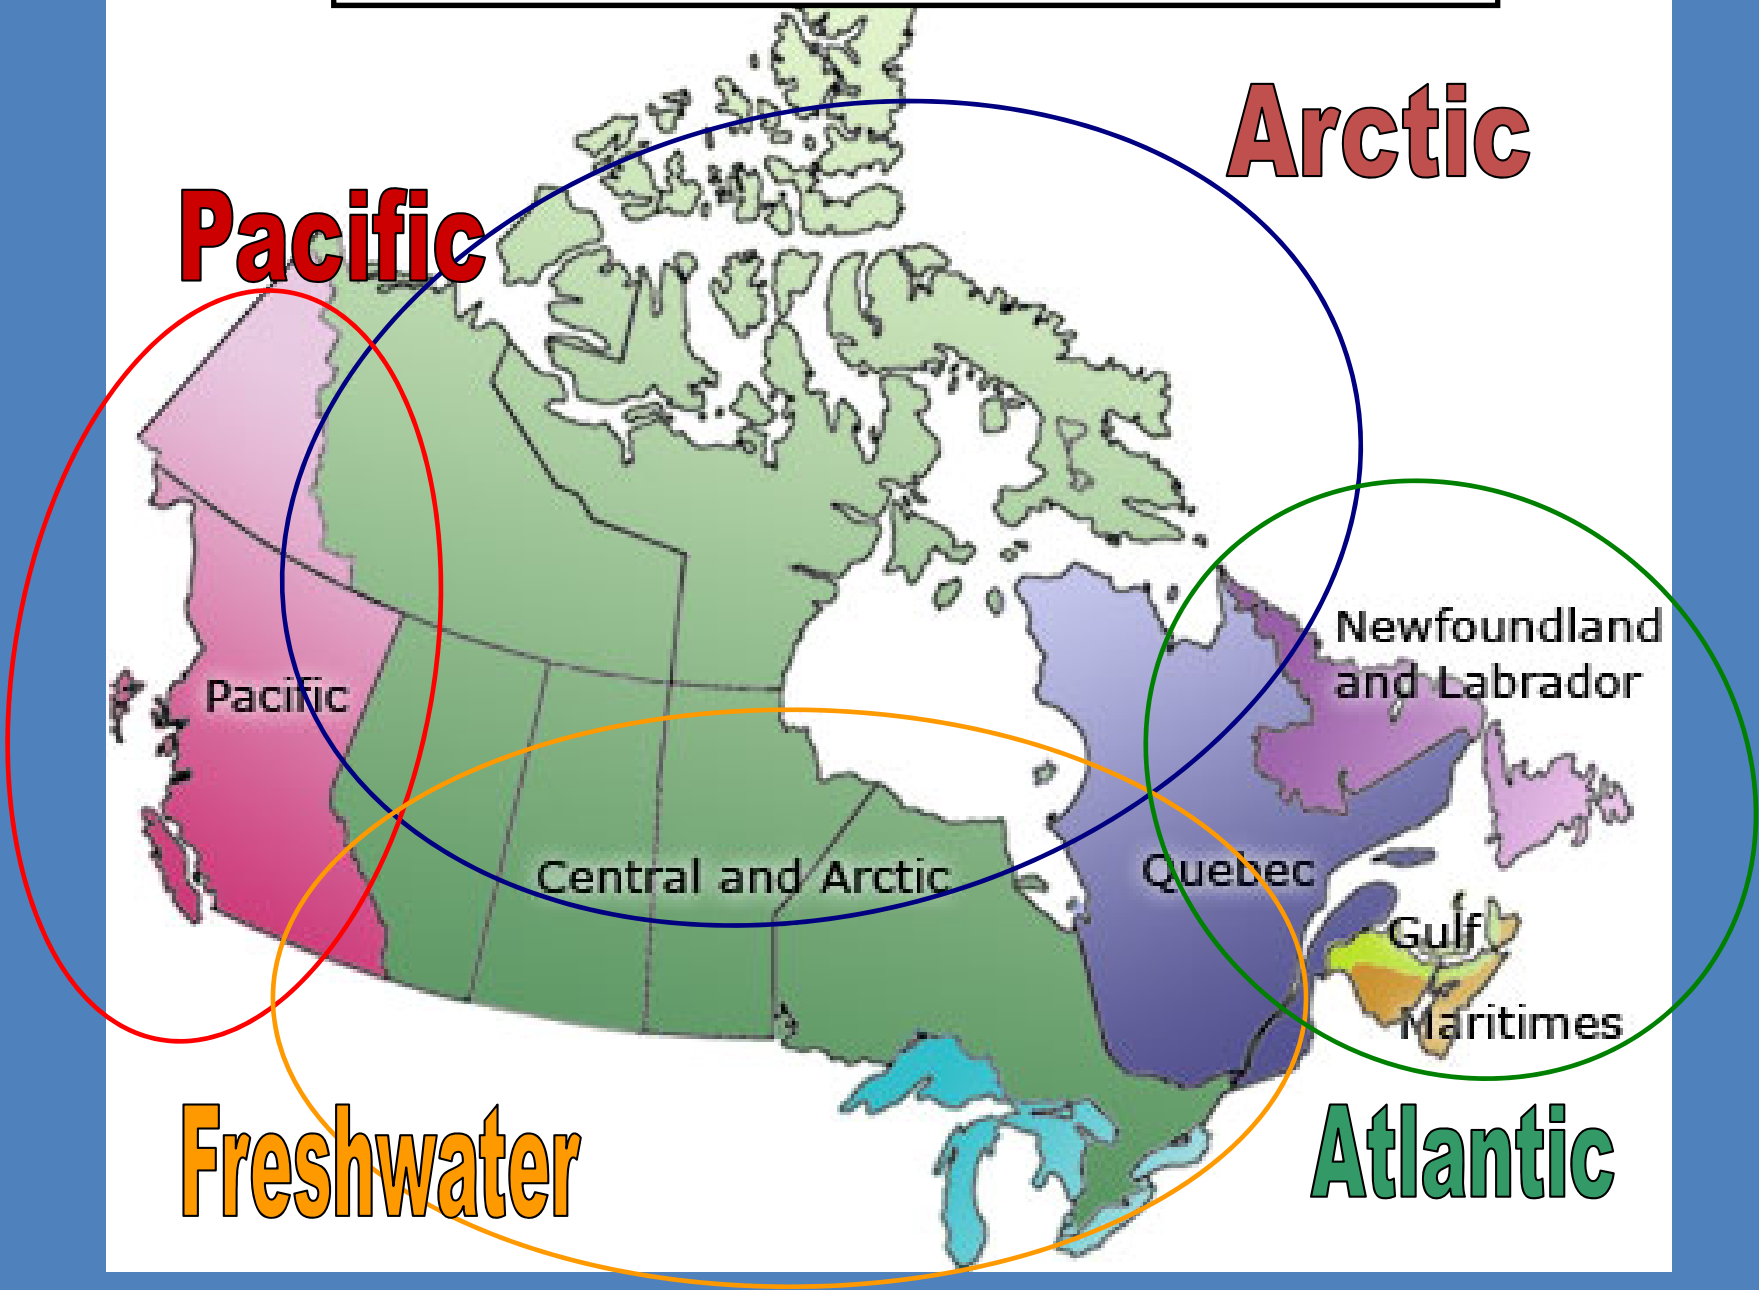 Arctic
Pacific
Newfoundland
and Labrador
Pacific
Central and Arctic
Quebec
Gulf
Maritimes
Freshwater
Atlantic